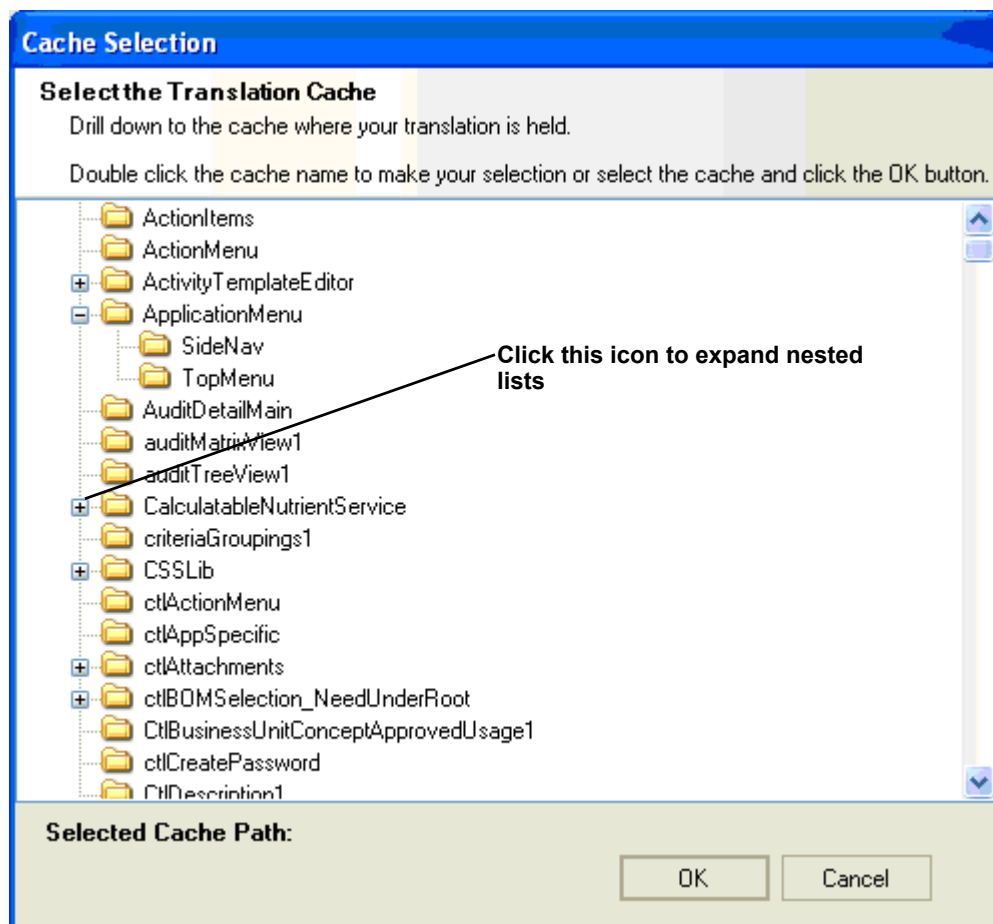 Cache Selection
Select the Translation Cache
Drill down to the cache where your translation is held.
Double click the cache name to make your selection or select the cache and click the OK button.
ActionItems
ActionMenu
ActivityTemplateEditor
ApplicationMenu
SideNav
TopMenu
Click this icon to expand nested
lists
AuditDetailMain
auditMatrixView1
auditTreeView1
CalculatableNutrientService
criteriaGroupings1
CSSLib
ctlActionMenu
ctlAppSpecific
ctlAttachments
ctlBOMSelection_NeedUnderRoot
CtlBusinessUnitConceptApprovedUsage1
ctlCreatePassword
CtlDescription1
Selected Cache Path:
OK
Cancel